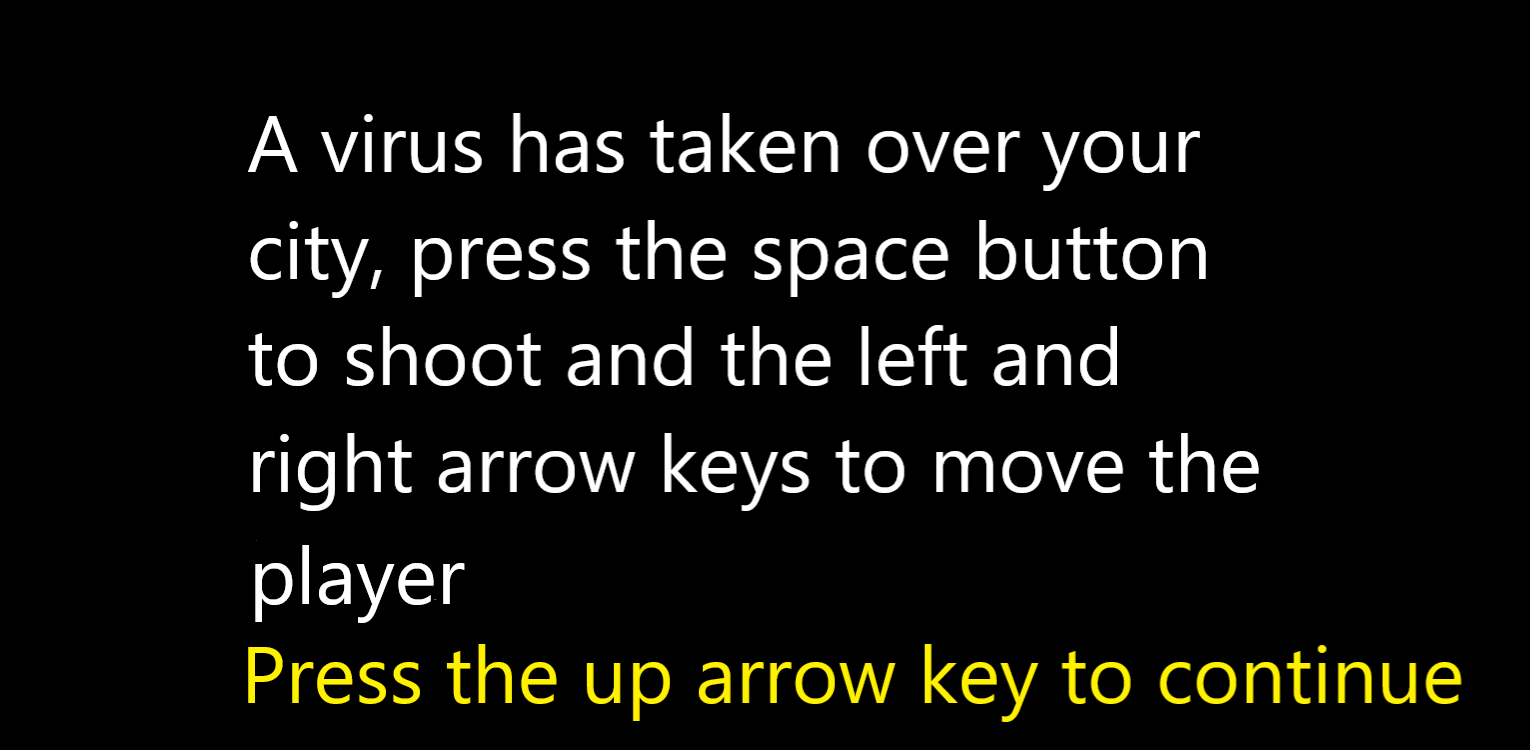 A virus has taken over your
city, press the space button
to shoot and the left and
right arrow keys to move the
player
Press the up arrow key to continue